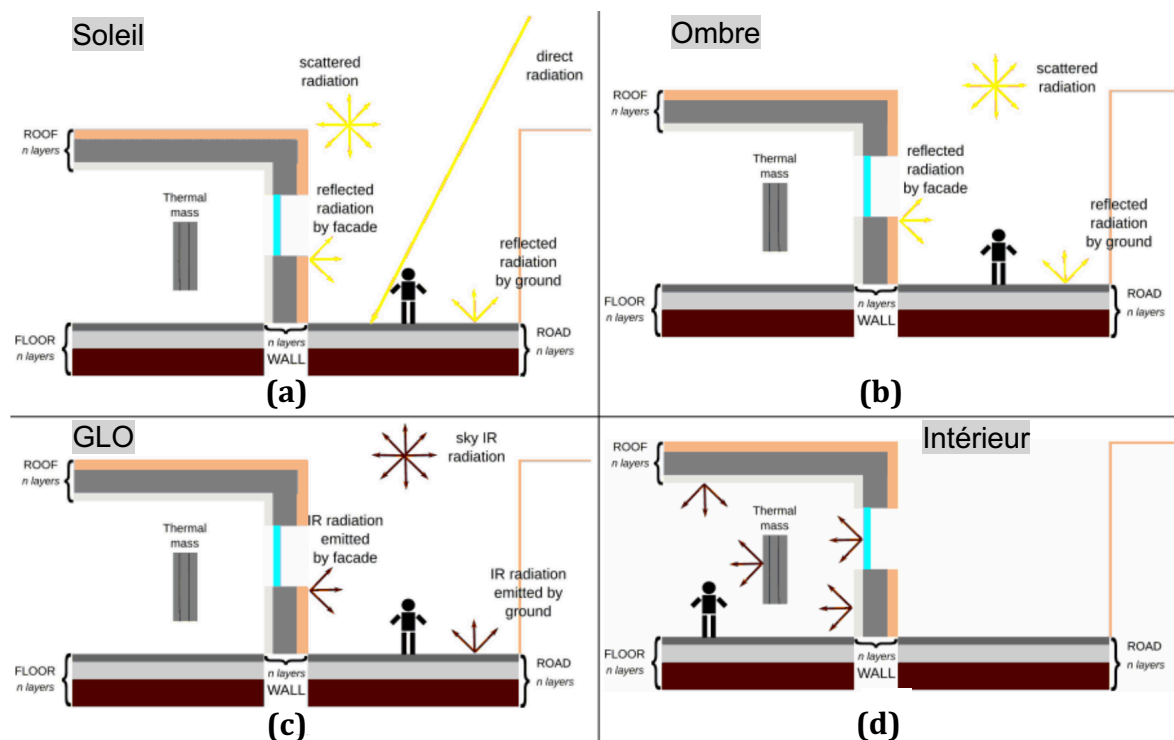 Soleil
scattered
radiation
direct
radiation
ROOF
n layers
Thermal
mass
reflected
radiation
by facade
reflected
radiation
by ground
FLOOR
n layers
n layers
WALL
ROAD
n layers
(a)
Ombre
scattered
radiation
ROOF
n layers
Thermal
mass
reflected
radiation
by facade
reflected
radiation
by ground
FLOOR
n layers
n layers
WALL
ROAD
n layers
(b)
GLO
sky IR
radiation
ROOF
n layers
Thermal
mass
IR radiation
emitted
by facade
IR radiation
emitted by
ground
FLOOR
n layers
n layers
WALL
ROAD
n layers
(c)
Intérieur
ROOF
n layers
Thermal
mass
FLOOR
n layers
n layers
WALL
ROAD
n layers
(d)